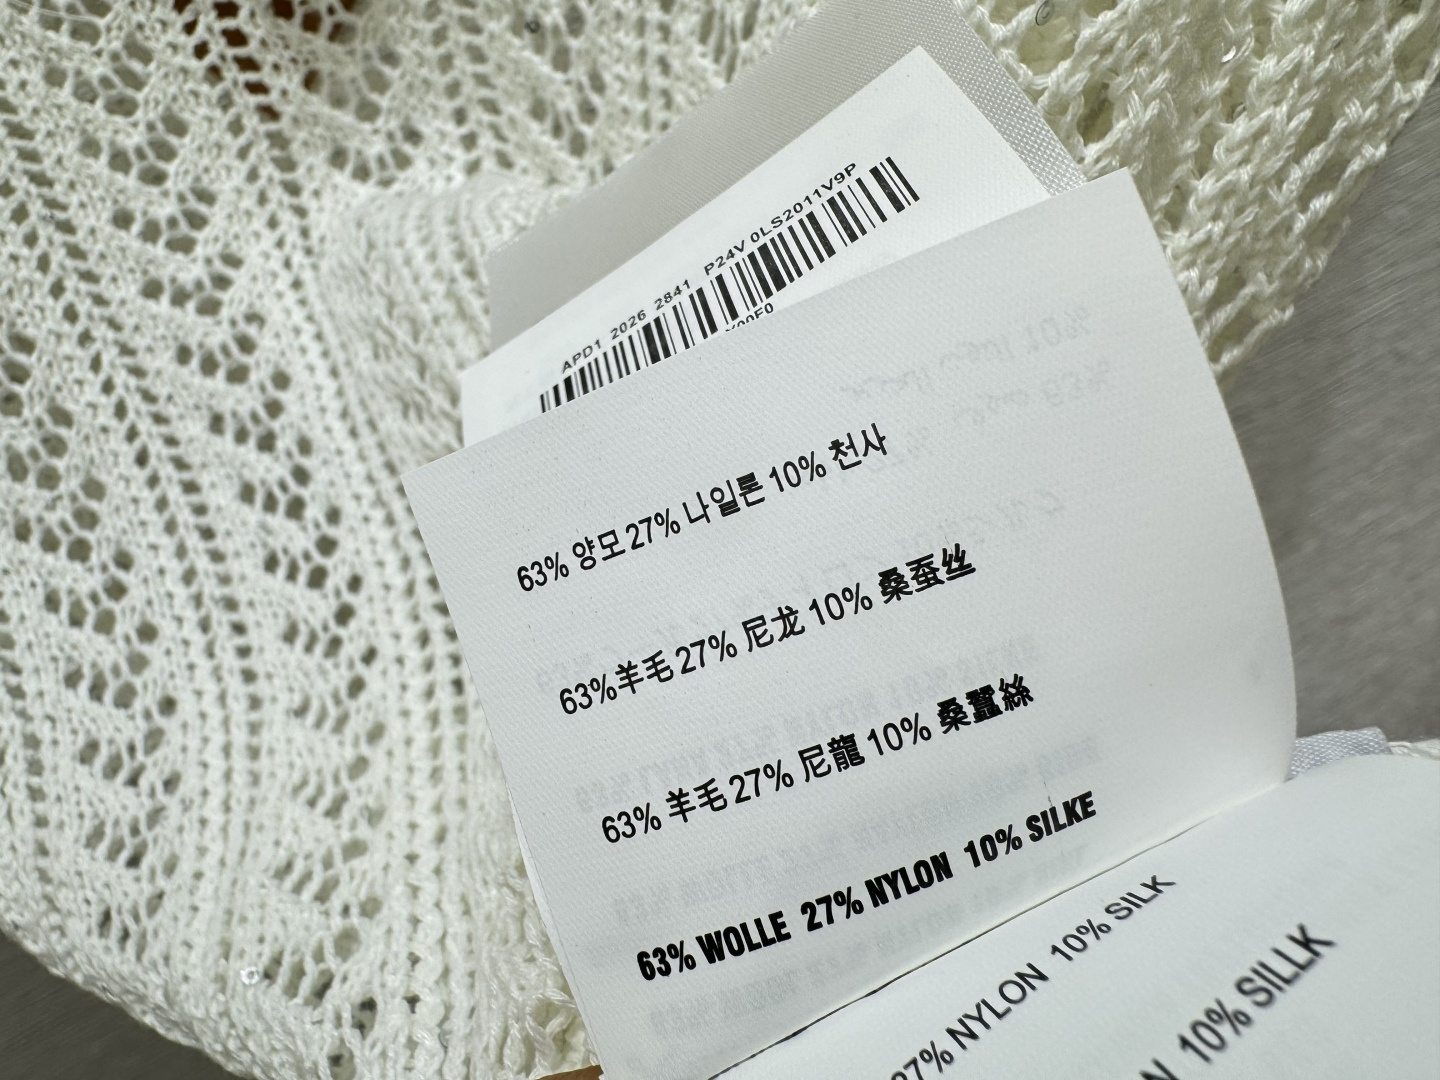 APD1 2026 2841 P24V 0LS2011V9P
63% 양모 27% 나일론 10% 천사
63%羊毛 27% 尼龙 10% 桑蚕丝
63% 羊毛 27% 尼龍 10% 桑蠶絲
63% WOLLE 27% NYLON 10% SILKE
NYLON 10% SILK
10% SILLK